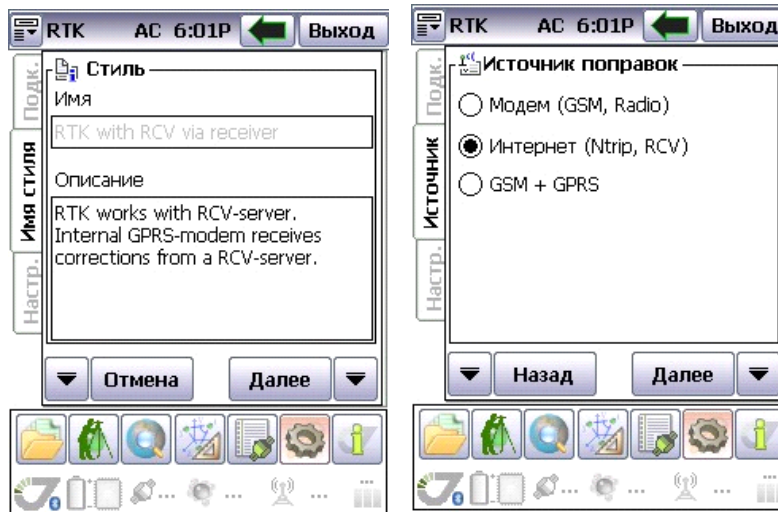 RTK AC 6:01P Выход
Стиль
Имя
RTK with RCV via receiver
Описание
RTK works with RCV-server.
Internal GPRS-modem receives
corrections from a RCV-server.
Подк.
Имя стиля
Настр.
Отмена Далее
... ... ...
RTK AC 6:01P Выход
Источник поправок
Модем (GSM, Radio)
Интернет (Ntrip, RCV)
GSM + GPRS
Подк.
Источник
Настр.
Назад Далее
... ... ...